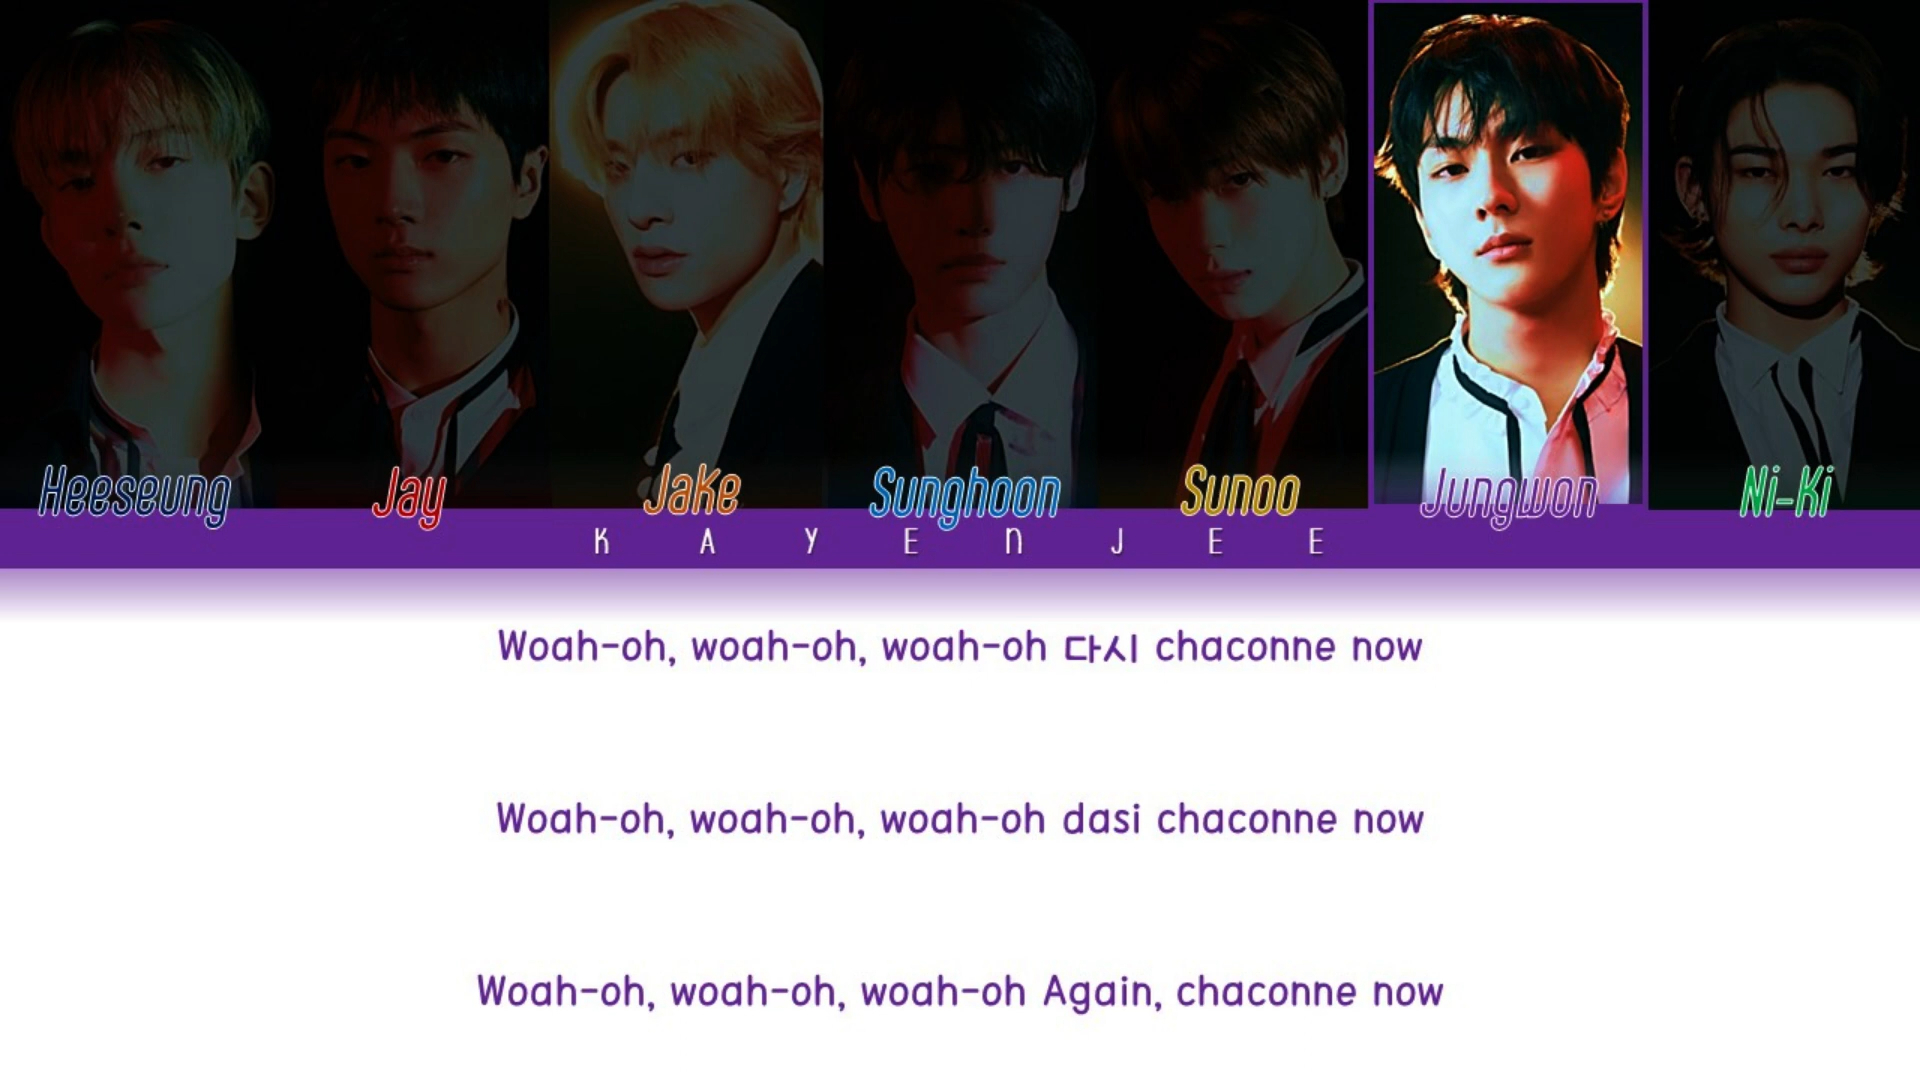 Heeseung Jay Jake Sunghoon Sunoo Jungwon Ni-Ki
KAYENJEE
Woah-oh, woah-oh, woah-oh 다시 chaconne now
Woah-oh, woah-oh, woah-oh dasi chaconne now
Woah-oh, woah-oh, woah-oh Again, chaconne now